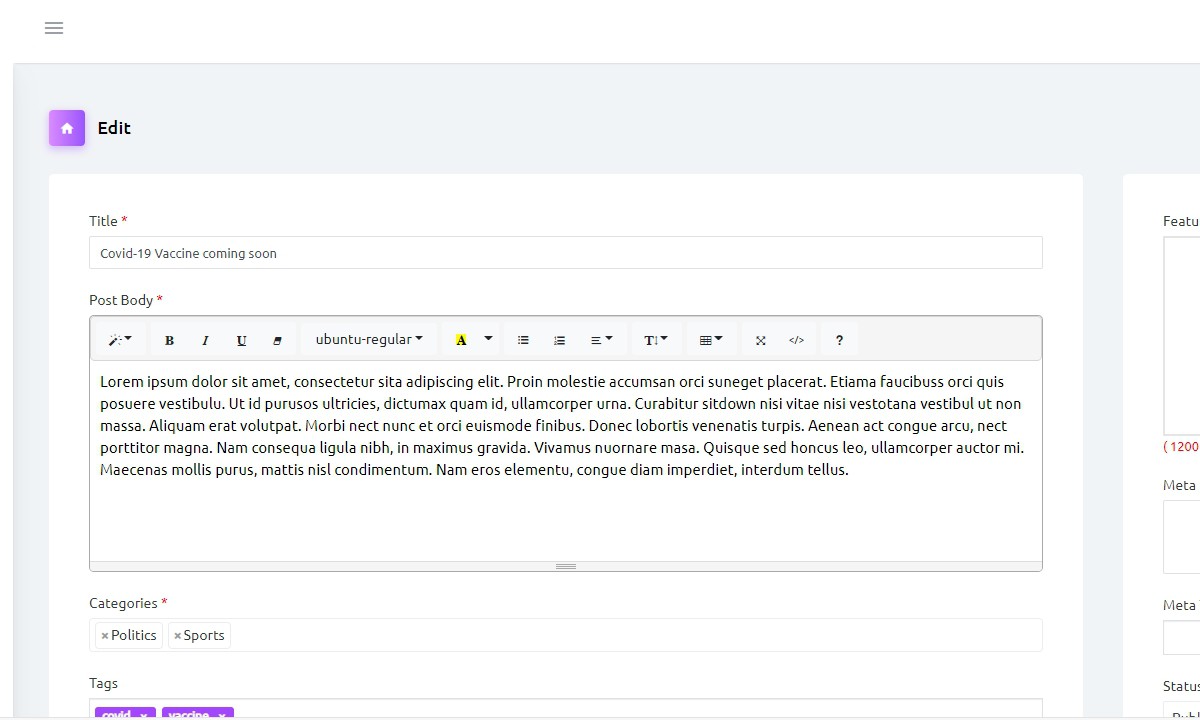 Edit
Title *
Covid-19 Vaccine coming soon
Post Body *
B I U ubuntu-regular A T </> ?
Lorem ipsum dolor sit amet, consectetur sita adipiscing elit. Proin molestie accumsan orci suneget placerat. Etiama faucibuss orci quis
posuere vestibulu. Ut id purusos ultricies, dictumax quam id, ullamcorper urna. Curabitur sitdown nisi vitae nisi vestotana vestibul ut non
massa. Aliquam erat volutpat. Morbi nect nunc et orci euismode finibus. Donec lobortis venenatis turpis. Aenean act congue arcu, nect
porttitor magna. Nam consequa ligula nibh, in maximus gravida. Vivamus nuornare masa. Quisque sed honcus leo, ullamcorper auctor mi.
Maecenas mollis purus, mattis nisl condimentum. Nam eros elementu, congue diam imperdiet, interdum tellus.
Categories *
× Politics × Sports
Tags
covid × vaccine ×
Featu
( 1200
Meta
Meta
Status